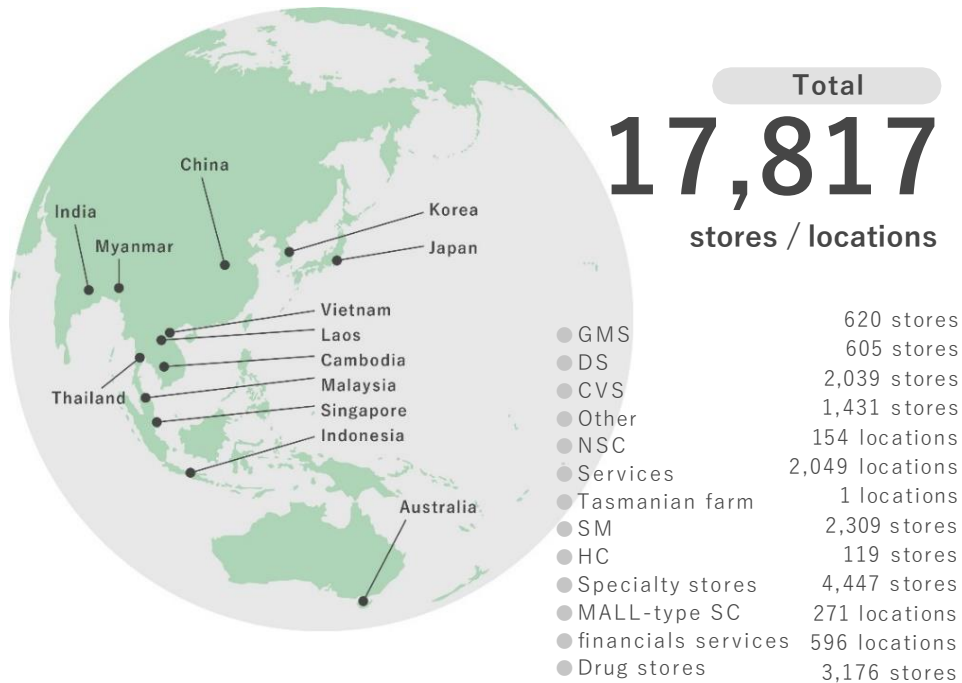 Total
17,817
stores / locations
China
India
Myanmar
Korea
Japan
Vietnam
Laos
Cambodia
Malaysia
Thailand
Singapore
Indonesia
Australia
GMS 620 stores
DS 605 stores
CVS 2,039 stores
Other 1,431 stores
NSC 154 locations
Services 2,049 locations
Tasmanian farm 1 locations
SM 2,309 stores
HC 119 stores
Specialty stores 4,447 stores
MALL-type SC 271 locations
financials services 596 locations
Drug stores 3,176 stores